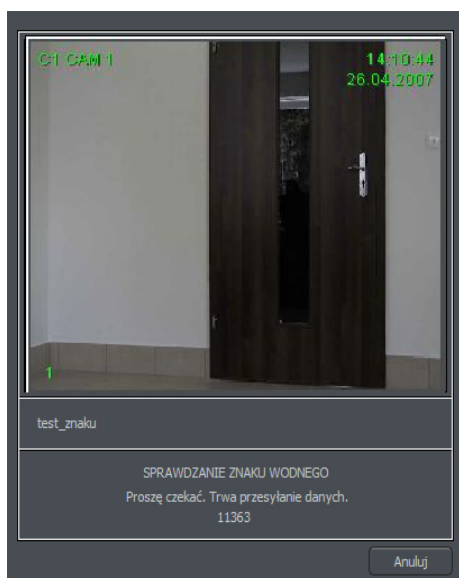 C1 CAM 1
14:10:44
26.04.2007
1
test_znaku
SPRAWDZANIE ZNAKU WODNEGO
Proszę czekać. Trwa przesyłanie danych.
11363
Anuluj